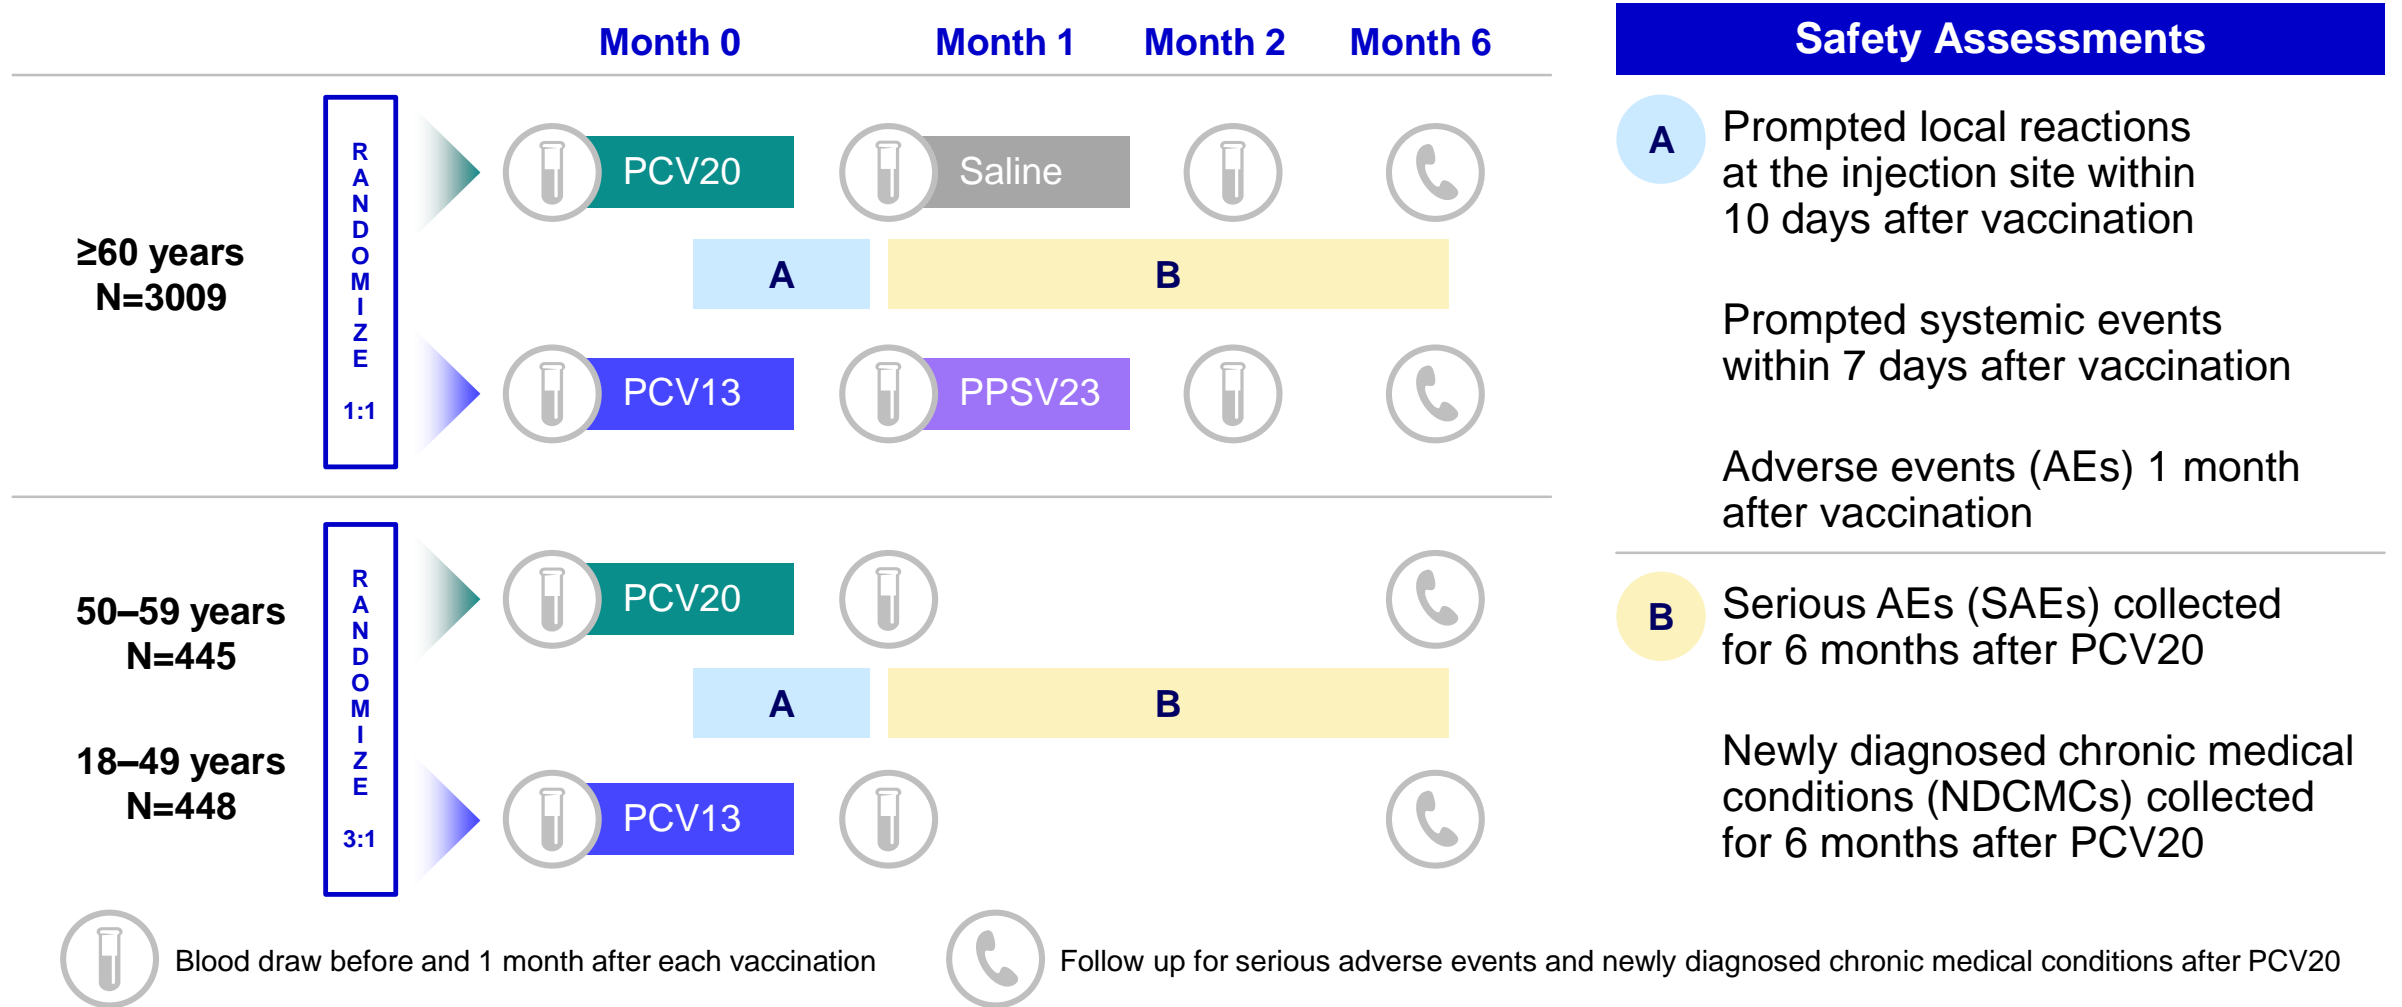 Month 0
Month 1
Month 2
Month 6
≥60 years
N=3009
RANDOMIZE
1:1
PCV20
Saline
A
B
PCV13
PPSV23
50–59 years
N=445
18–49 years
N=448
RANDOMIZE
3:1
PCV20
A
B
PCV13
Safety Assessments
A
Prompted local reactions
at the injection site within
10 days after vaccination
Prompted systemic events
within 7 days after vaccination
Adverse events (AEs) 1 month
after vaccination
B
Serious AEs (SAEs) collected
for 6 months after PCV20
Newly diagnosed chronic medical
conditions (NDCMCs) collected
for 6 months after PCV20
Blood draw before and 1 month after each vaccination
Follow up for serious adverse events and newly diagnosed chronic medical conditions after PCV20